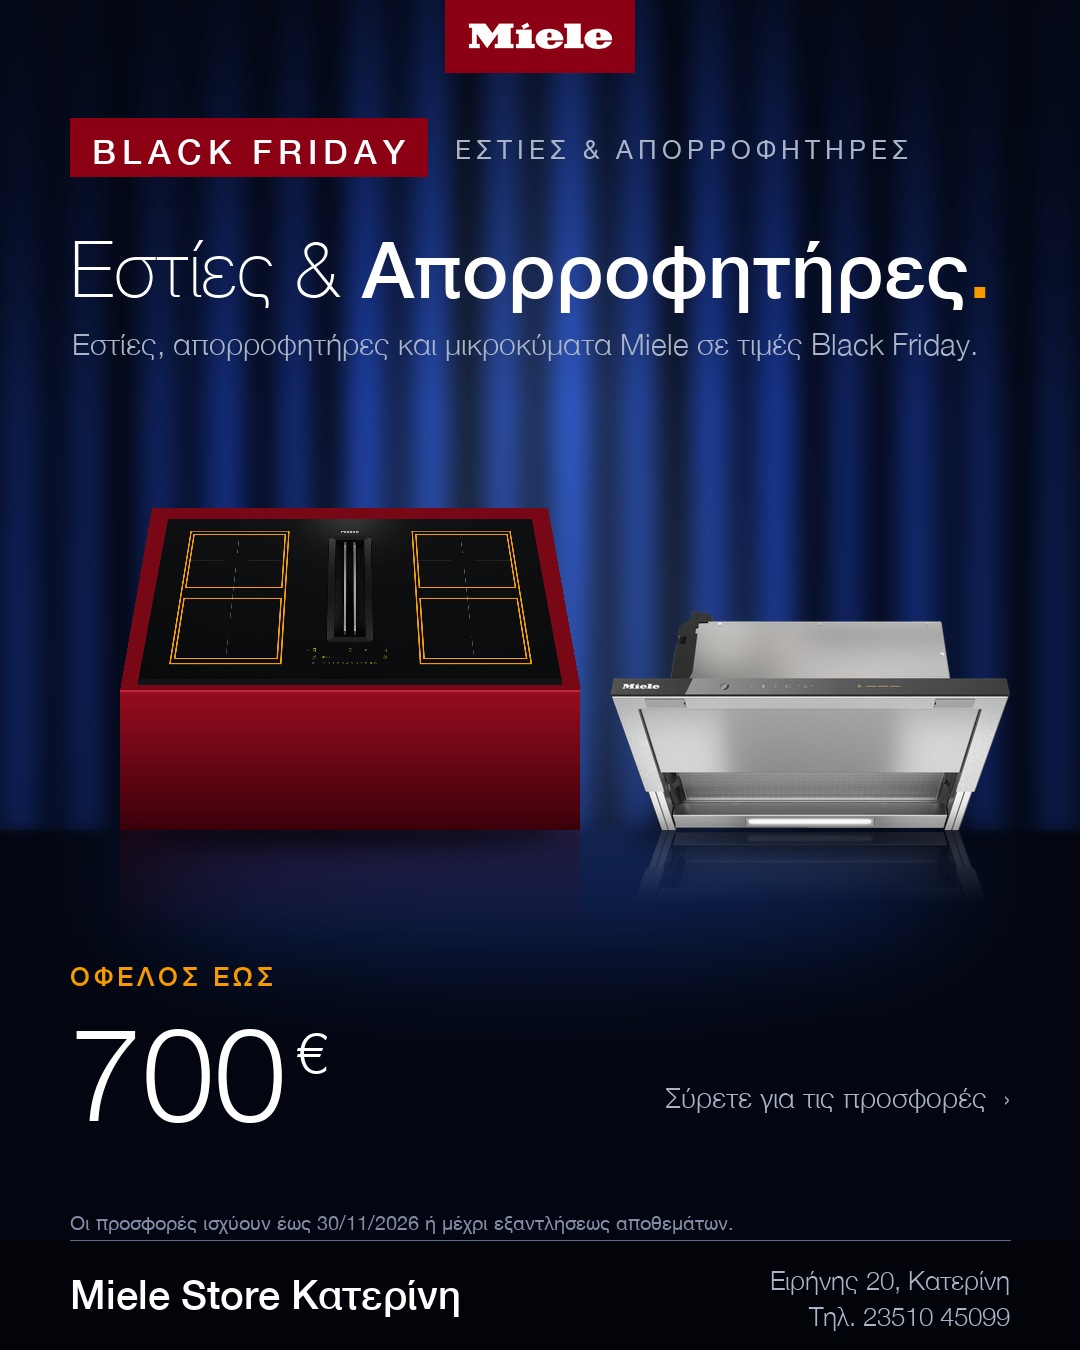 Miele
BLACK FRIDAY
ΕΣΤΙΕΣ & ΑΠΟΡΡΟΦΗΤΗΡΕΣ
Εστίες & Απορροφητήρες.
Εστίες, απορροφητήρες και μικροκύματα Miele σε τιμές Black Friday.
Miele
Miele
ΟΦΕΛΟΣ ΕΩΣ
700€
Σύρετε για τις προσφορές ›
Οι προσφορές ισχύουν έως 30/11/2026 ή μέχρι εξαντλήσεως αποθεμάτων.
Miele Store Κατερίνη
Ειρήνης 20, Κατερίνη
Τηλ. 23510 45099